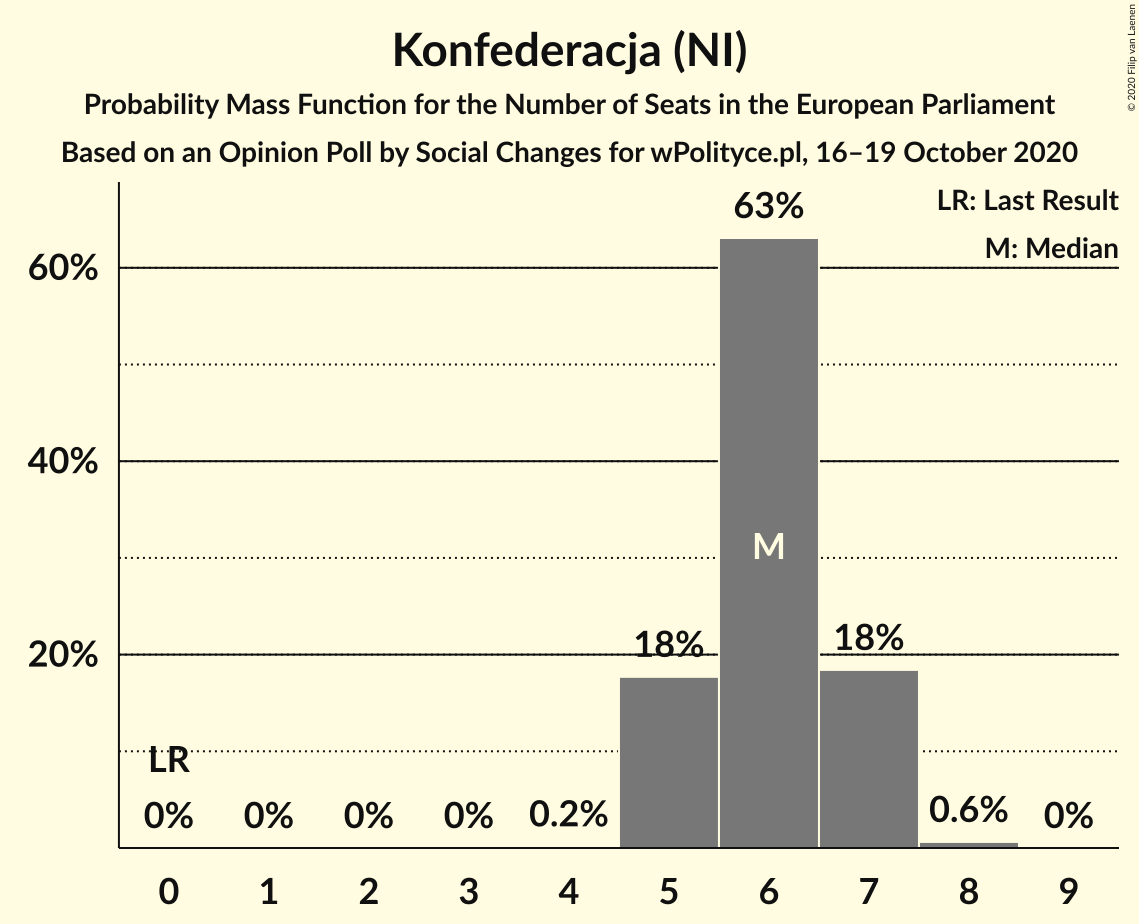 Konfederacja (NI)
Probability Mass Function for the Number of Seats in the European Parliament
Based on an Opinion Poll by Social Changes for wPolityce.pl, 16–19 October 2020
© 2020 Filip van Laenen
LR: Last Result
M: Median
63%
60%
40%
M
20%
18%
18%
LR
0%
0%
0%
0%
0.2%
0.6%
0%
0 1 2 3 4 5 6 7 8 9